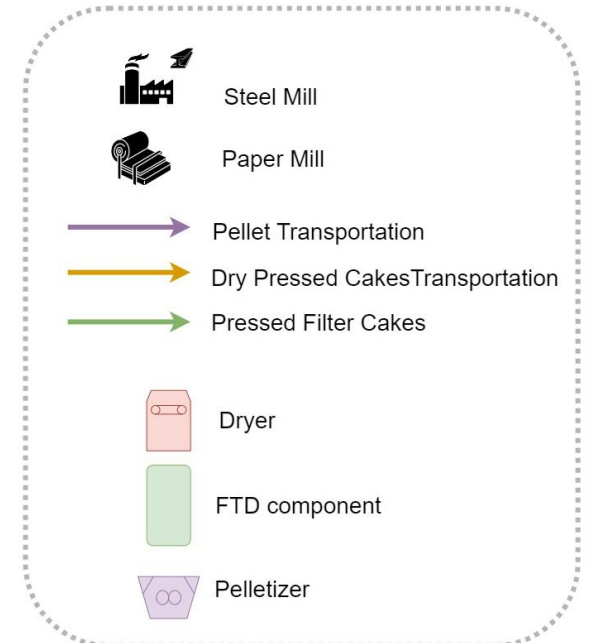 Steel Mill
Paper Mill
Pellet Transportation
Dry Pressed CakesTransportation
Pressed Filter Cakes
Dryer
FTD component
Pelletizer